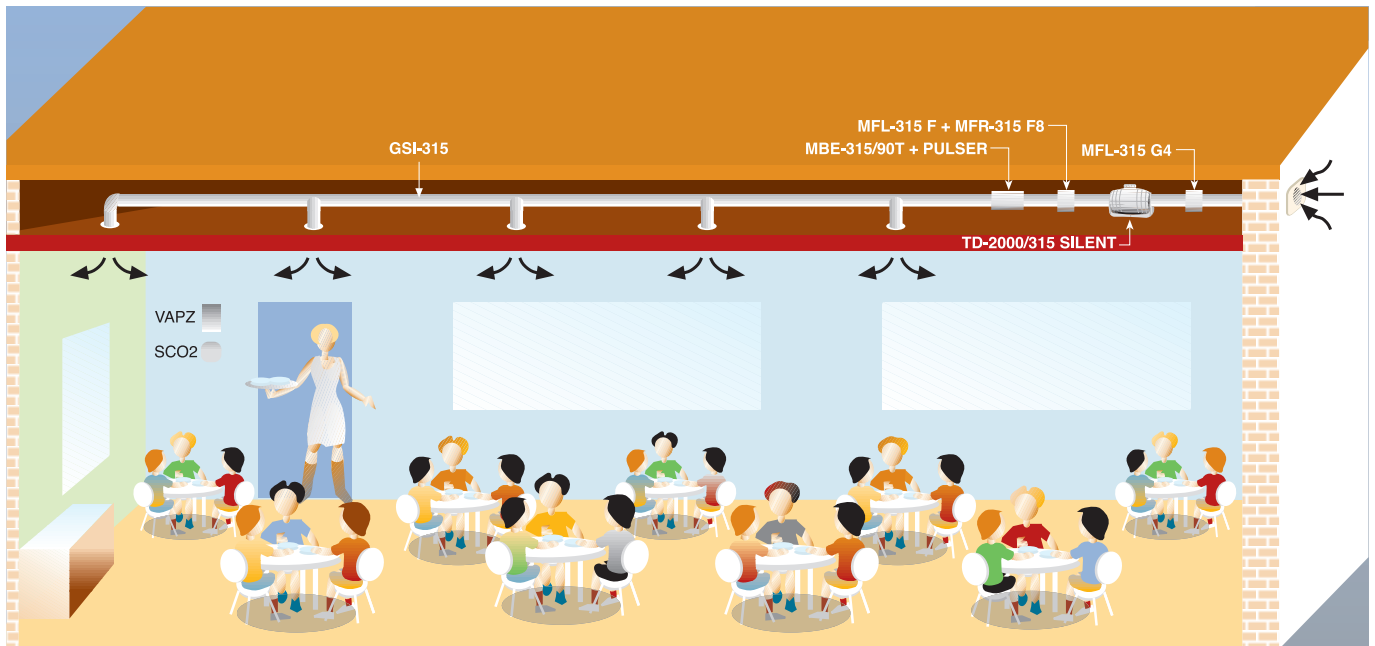 MFL-315 F + MFR-315 F8
GSI-315
MBE-315/90T + PULSER
MFL-315 G4
TD-2000/315 SILENT
VAPZ
SCO2